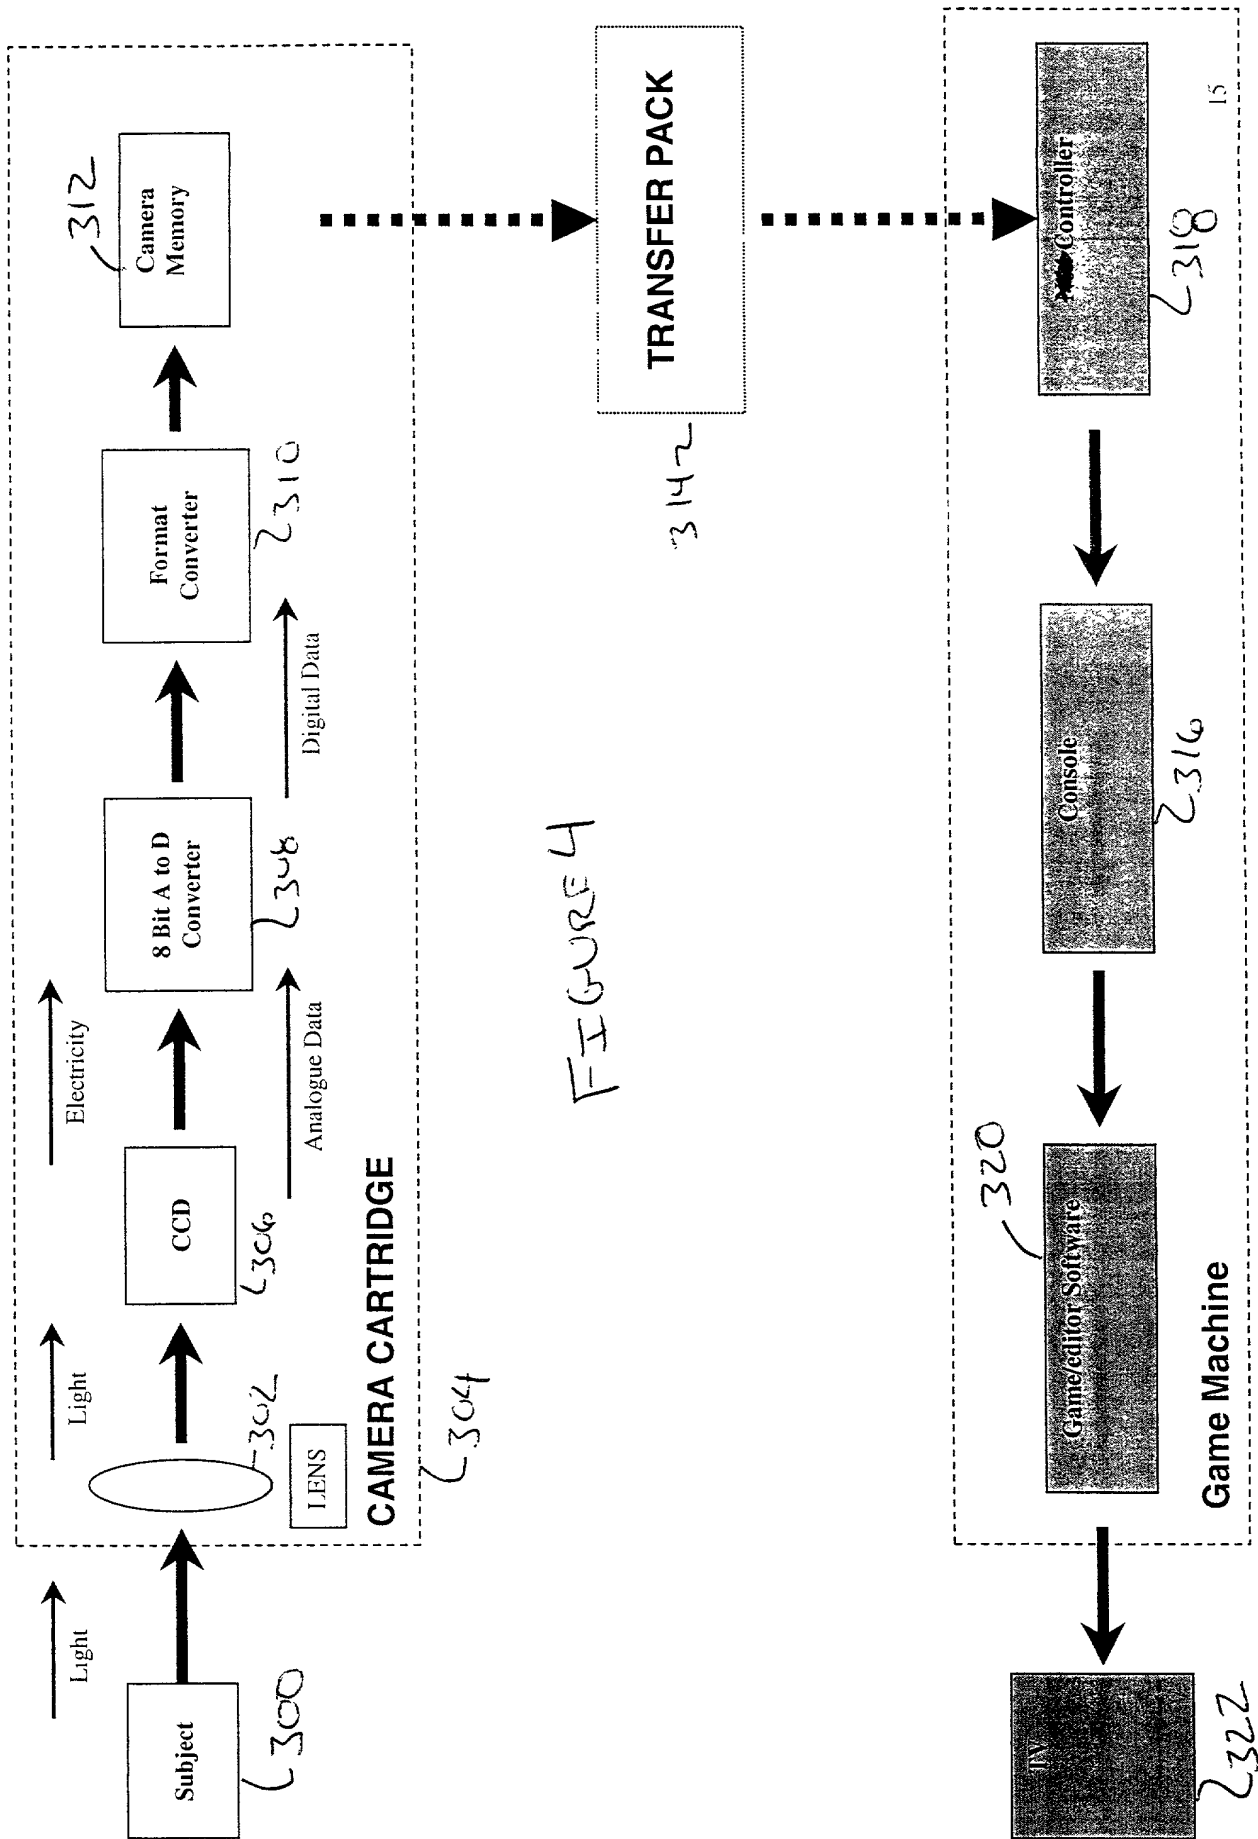 Light
Light
Electricity
312
Subject
CCD
8 Bit A to D
Converter
Format
Converter
Camera
Memory
300
302
306
308
310
LENS
Analogue Data
Digital Data
CAMERA CARTRIDGE
304
FIGURE 4
314
TRANSFER PACK
320
TV
Game/editor Software
Console
Controller
322
316
318
Game Machine
15